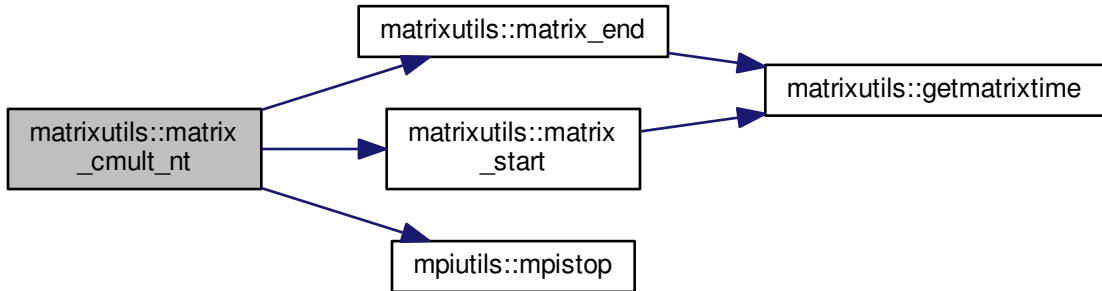 matrixutils::matrix_end
matrixutils::getmatrixtime
matrixutils::matrix
_cmult_nt
matrixutils::matrix
_start
mpiutils::mpistop